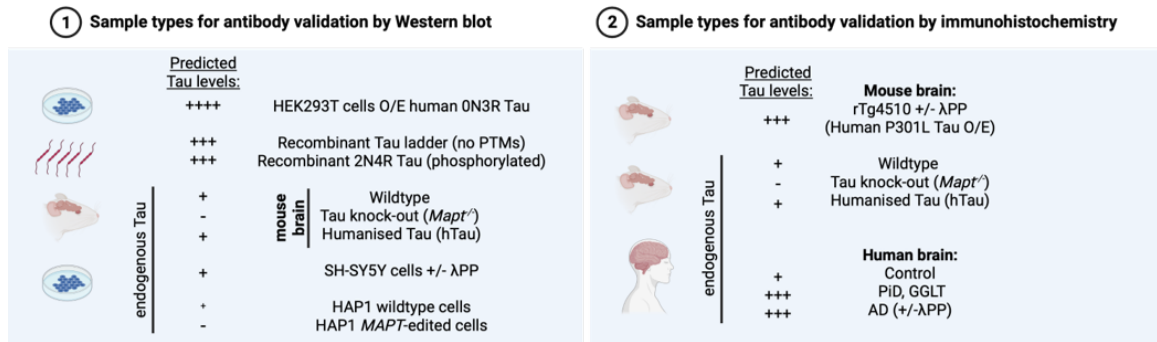 1 Sample types for antibody validation by Western blot
Predicted
Tau levels:
++++ HEK293T cells O/E human 0N3R Tau
+++ Recombinant Tau ladder (no PTMs)
+++ Recombinant 2N4R Tau (phosphorylated)
endogenous Tau
mouse
brain
+ Wildtype
- Tau knock-out (Mapt-/-)
+ Humanised Tau (hTau)
+ SH-SY5Y cells +/- λPP
+ HAP1 wildtype cells
- HAP1 MAPT-edited cells
2 Sample types for antibody validation by immunohistochemistry
Predicted
Tau levels:
Mouse brain:
rTg4510 +/- λPP
+++ (Human P301L Tau O/E)
endogenous Tau
+ Wildtype
- Tau knock-out (Mapt-/-)
+ Humanised Tau (hTau)
Human brain:
+ Control
+++ PiD, GGLT
+++ AD (+/-λPP)